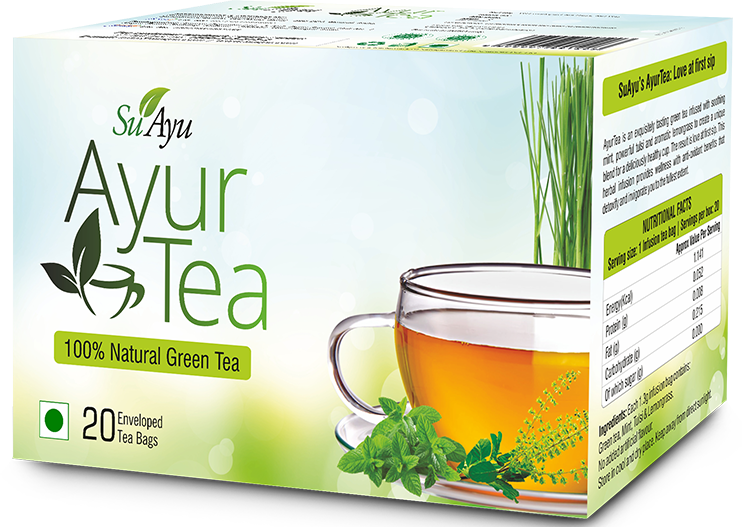 SuAyu
Ayur
Tea
100% Natural Green Tea
20 Enveloped
Tea Bags
SuAyu's AyurTea: Love at first sip
AyurTea is an exquisitely tasting green tea infused with soothing
mint, powerful tulsi and aromatic lemongrass to create a unique
blend for a deliciously healthy cup. The result is love at first sip. This
herbal infusion provides wellness with anti-oxidant benefits that
detoxify and invigorate you to the fullest extent.
NUTRITIONAL FACTS
Serving size: 1 Infusion tea bag | Servings per box: 20
Approx Value Per Serving
Energy(Kcal) 1.141
Protein (g) 0.052
Fat (g) 0.008
Carbohydrate (g) 0.215
Of which sugar (g) 0.000
Ingredients: Each 1.3g infusion bag contains:
Green tea, Mint, Tulsi & Lemongrass.
No added artificial flavour.
Store in cool and dry place. Keep away from direct sunlight.